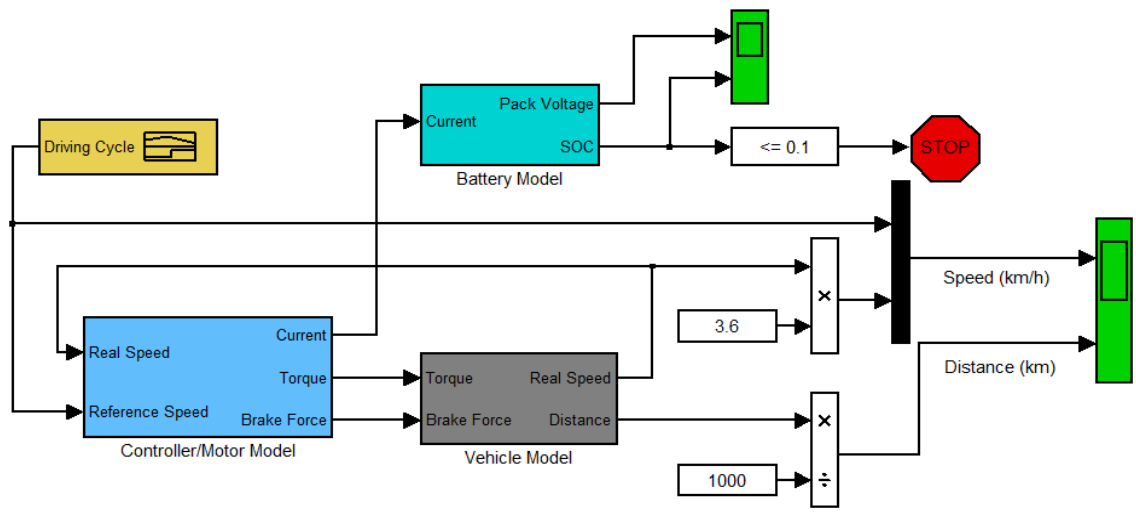 Pack Voltage
Current
SOC
Battery Model
Driving Cycle
<= 0.1
STOP
×
3.6
Speed (km/h)
Distance (km)
Real Speed
Reference Speed
Current
Torque
Brake Force
Controller/Motor Model
Torque
Brake Force
Real Speed
Distance
Vehicle Model
×
÷
1000